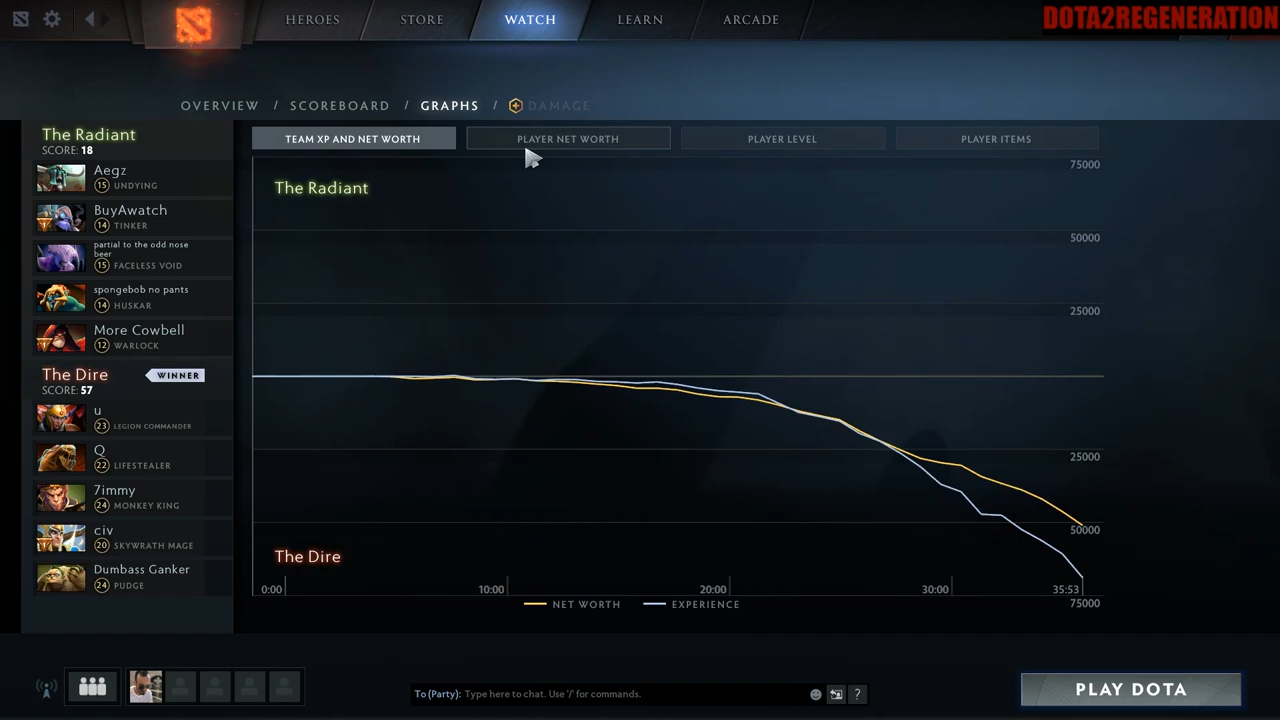 HEROES
STORE
WATCH
LEARN
ARCADE
DOTA2REGENERATION
OVERVIEW / SCOREBOARD / GRAPHS / DAMAGE
The Radiant
SCORE: 18
Aegz
15 UNDYING
BuyAwatch
14 TINKER
partial to the odd nose
beer
15 FACELESS VOID
spongebob no pants
14 HUSKAR
More Cowbell
12 WARLOCK
The Dire
WINNER
SCORE: 57
u
23 LEGION COMMANDER
Q
22 LIFESTEALER
7immy
24 MONKEY KING
civ
20 SKYWRATH MAGE
Dumbass Ganker
24 PUDGE
TEAM XP AND NET WORTH
PLAYER NET WORTH
PLAYER LEVEL
PLAYER ITEMS
75000
The Radiant
50000
25000
25000
50000
The Dire
0:00
10:00
20:00
30:00
35:53
75000
NET WORTH
EXPERIENCE
To (Party): Type here to chat. Use '/' for commands.
?
PLAY DOTA